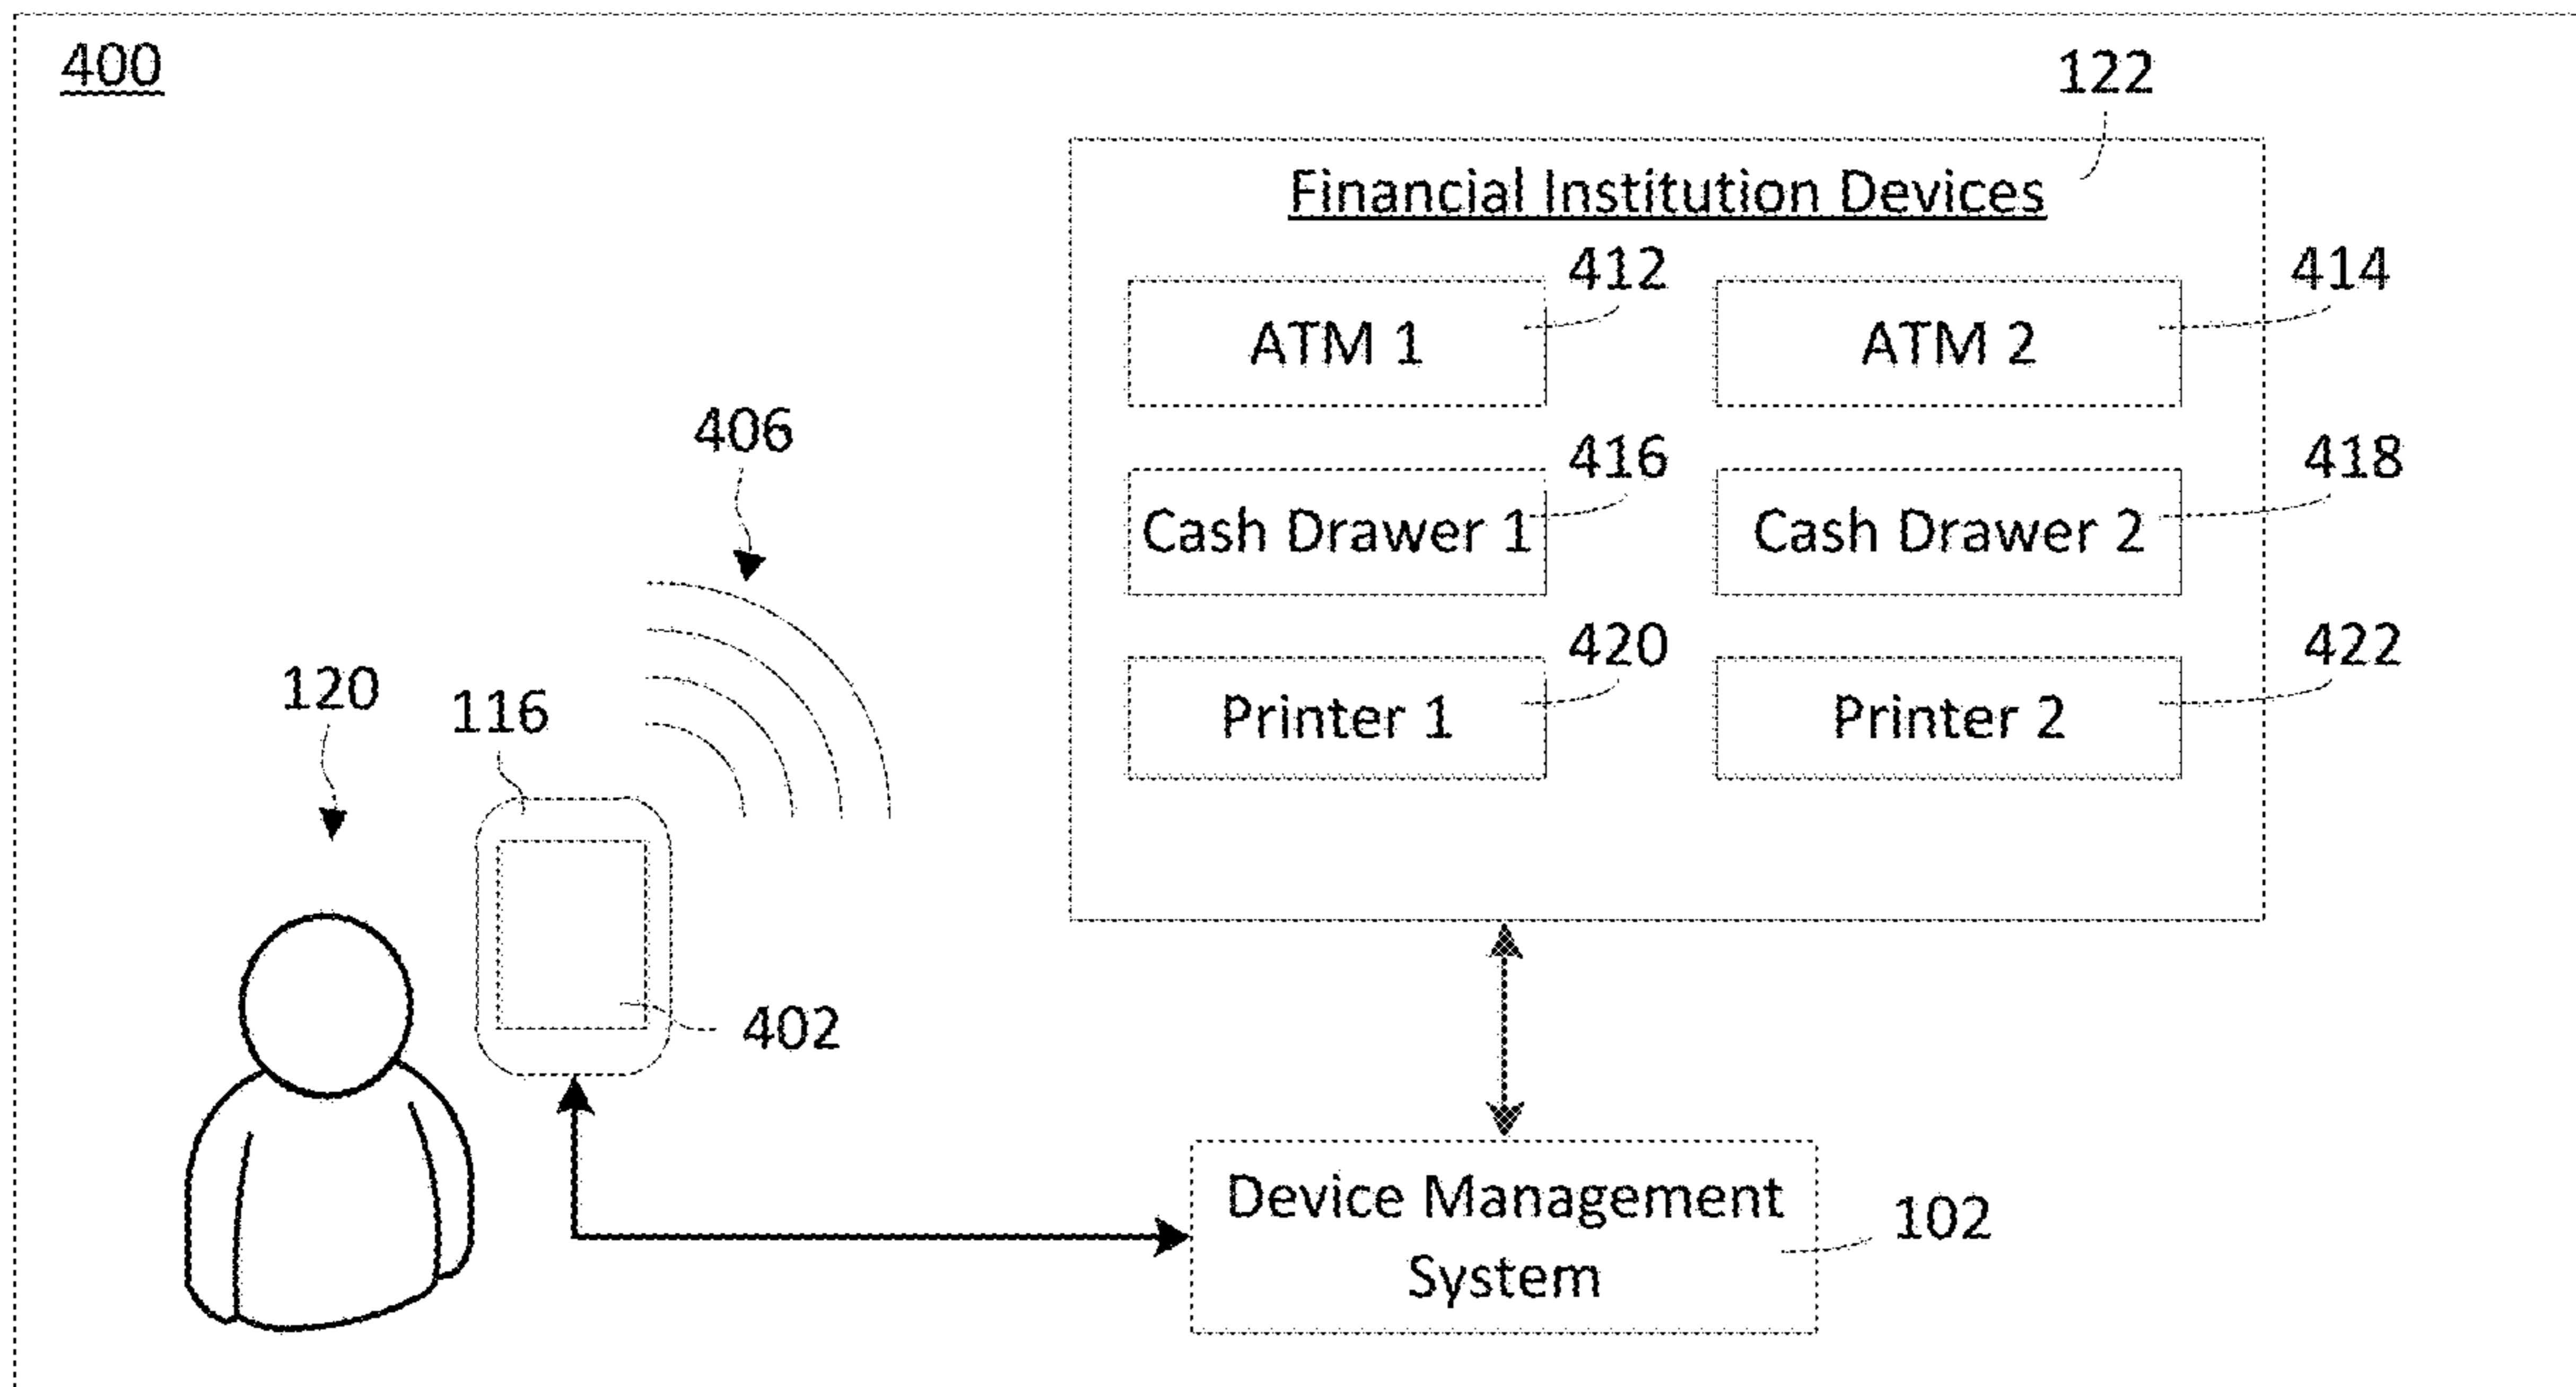 400
122
Financial Institution Devices
412
414
ATM 1
ATM 2
406
416
418
Cash Drawer 1
Cash Drawer 2
420
422
120
116
Printer 1
Printer 2
402
Device Management
System
102